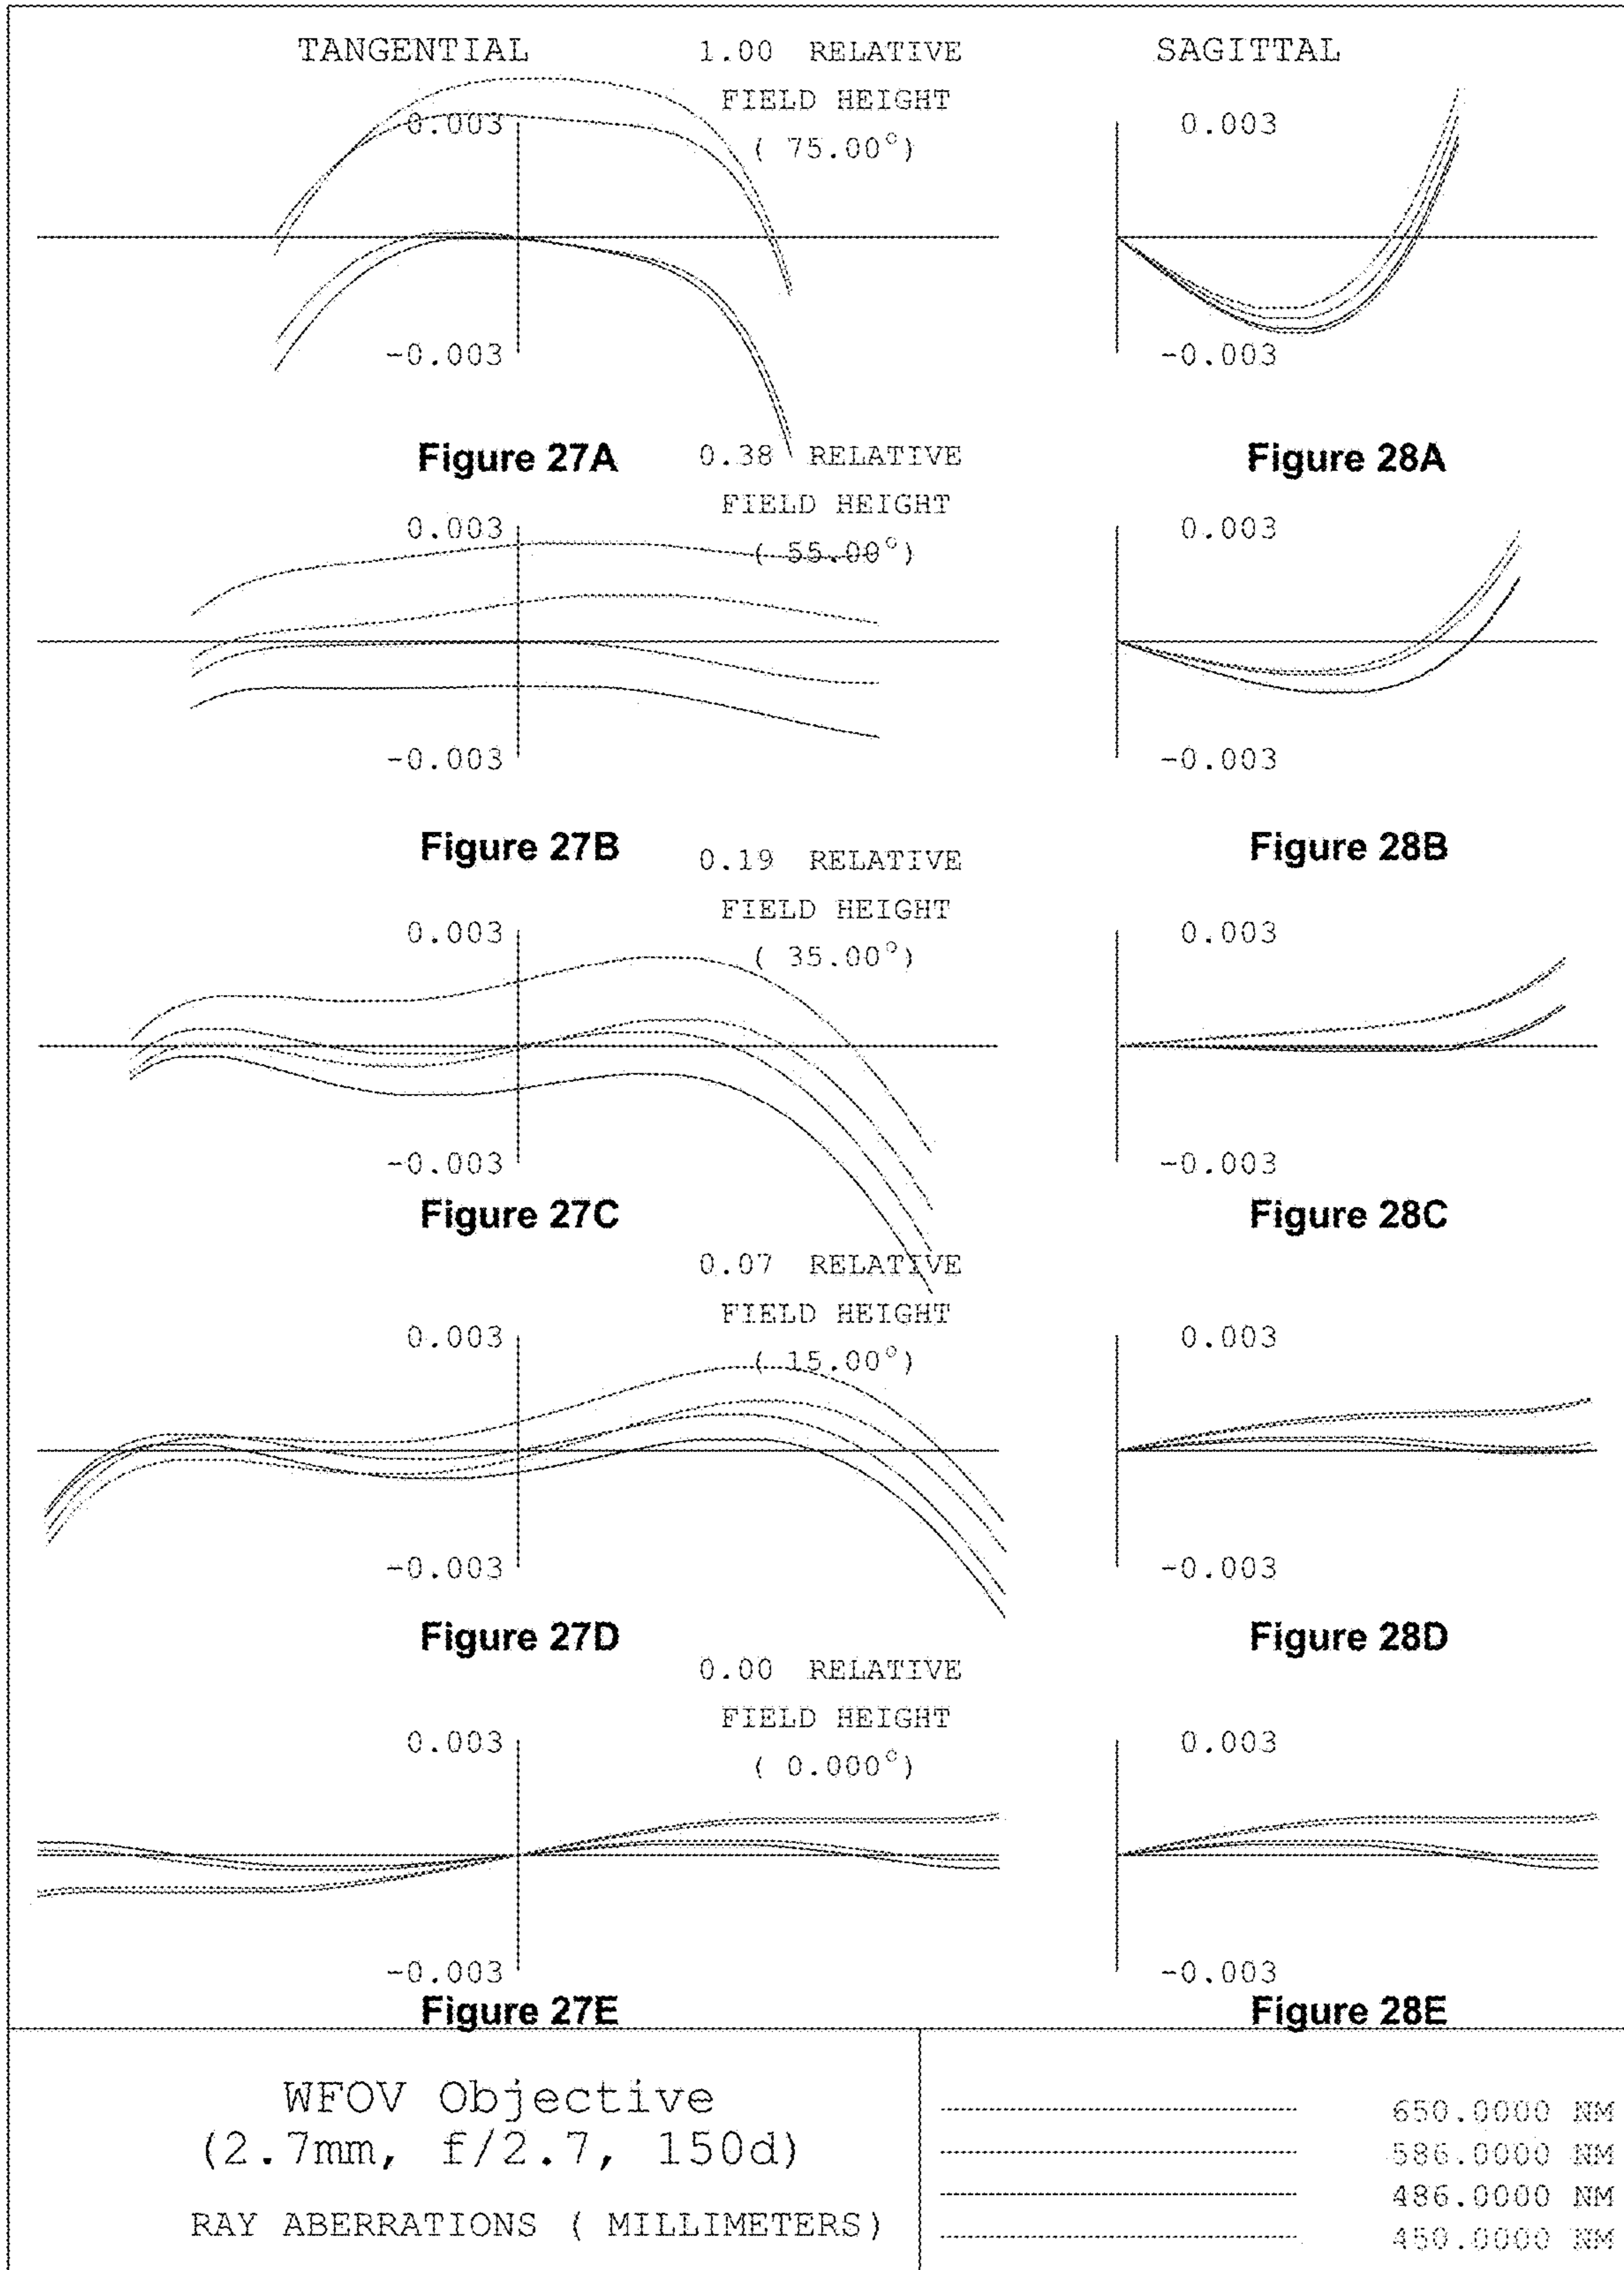 TANGENTIAL 1.00 RELATIVE SAGITTAL
FIELD HEIGHT
0.003 ( 75.00°) 0.003
-0.003 -0.003
Figure 27A 0.38 RELATIVE Figure 28A
FIELD HEIGHT
0.003 ( 55.00°) 0.003
-0.003 -0.003
Figure 27B 0.19 RELATIVE Figure 28B
FIELD HEIGHT
0.003 ( 35.00°) 0.003
-0.003 -0.003
Figure 27C Figure 28C
0.07 RELATIVE
FIELD HEIGHT
0.003 ( 15.00°) 0.003
-0.003 -0.003
Figure 27D Figure 28D
0.00 RELATIVE
FIELD HEIGHT
0.003 ( 0.000°) 0.003
-0.003 -0.003
Figure 27E Figure 28E
WFOV Objective
(2.7mm, f/2.7, 150d)
RAY ABERRATIONS ( MILLIMETERS)
650.0000 NM
586.0000 NM
486.0000 NM
450.0000 NM